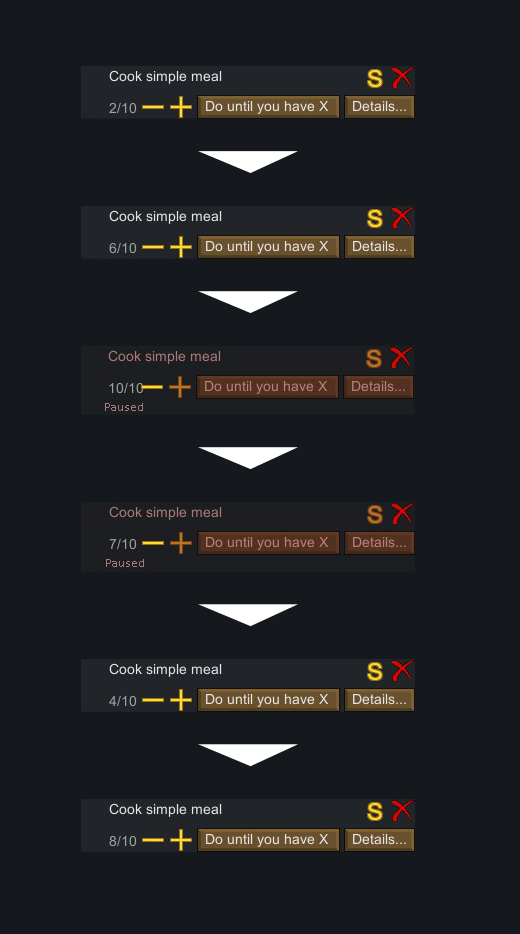 Cook simple meal S
2/10 Do until you have X Details...
Cook simple meal S
6/10 Do until you have X Details...
Cook simple meal S
10/10 Do until you have X Details...
Paused
Cook simple meal S
7/10 Do until you have X Details...
Paused
Cook simple meal S
4/10 Do until you have X Details...
Cook simple meal S
8/10 Do until you have X Details...